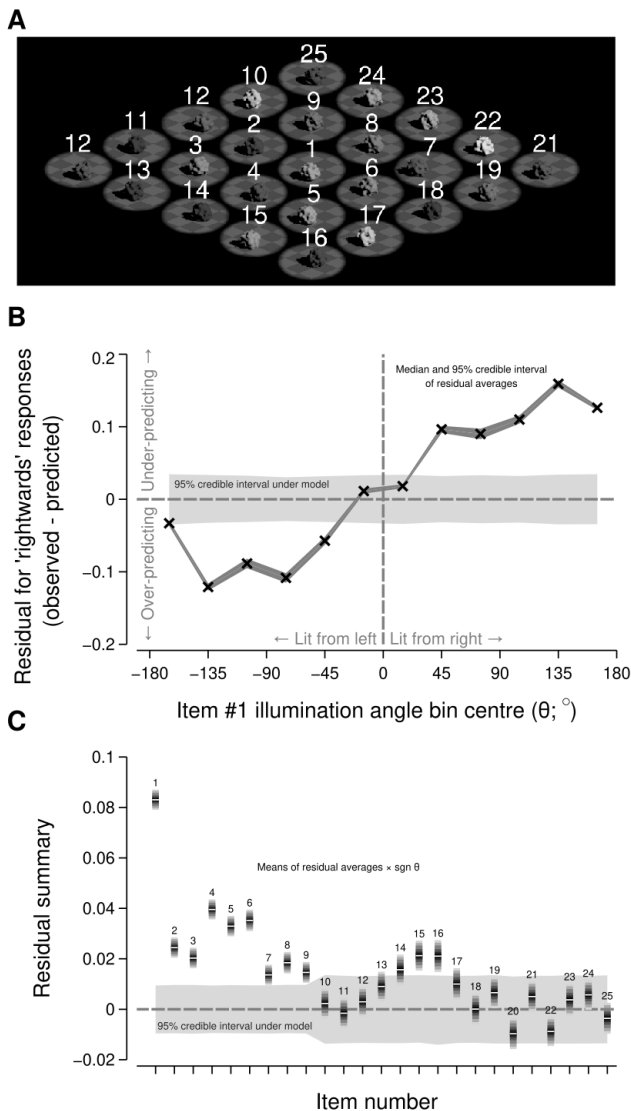 A
25
10 24
12 9 23
11 2 8 22
12 3 1 7 21
13 4 6 19
14 5 18
15 17
16
B
Residual for 'rightwards' responses
(observed - predicted)
← Over-predicting Under-predicting →
0.2
0.1
0
−0.1
−0.2
Median and 95% credible interval
of residual averages
95% credible interval under model
← Lit from left Lit from right →
−180 −135 −90 −45 0 45 90 135 180
Item #1 illumination angle bin centre (θ; °)
C
Residual summary
0.1
0.08
0.06
0.04
0.02
0
−0.02
Means of residual averages × sgn θ
1 2 3 4 5 6 7 8 9 10 11 12 13 14 15 16 17 18 19 20 21 22 23 24 25
95% credible interval under model
Item number